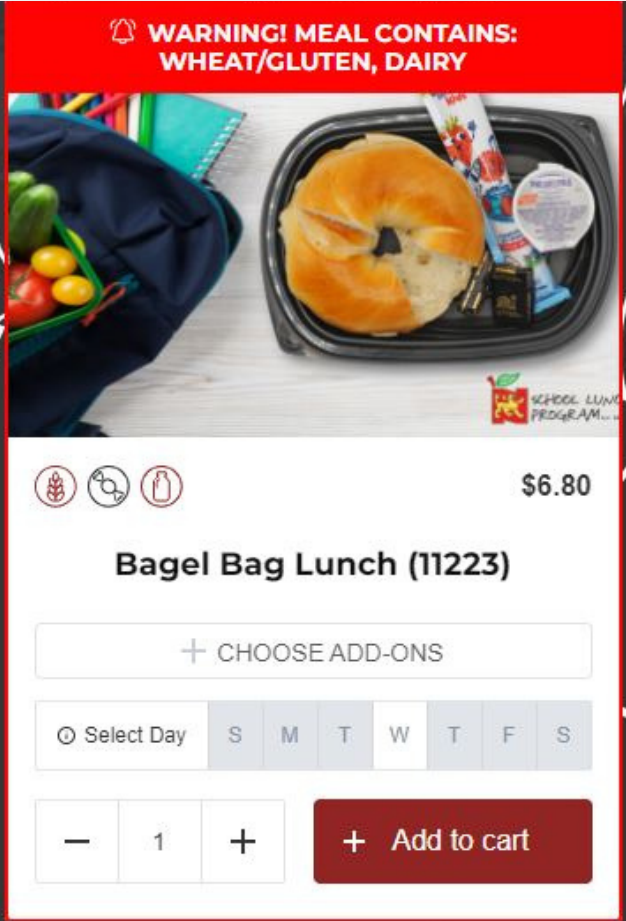 WARNING! MEAL CONTAINS:
WHEAT/GLUTEN, DAIRY
SCHOOL LUNC
PROGRAM...
$6.80
Bagel Bag Lunch (11223)
+ CHOOSE ADD-ONS
Select Day S M T W T F S
− 1 + + Add to cart